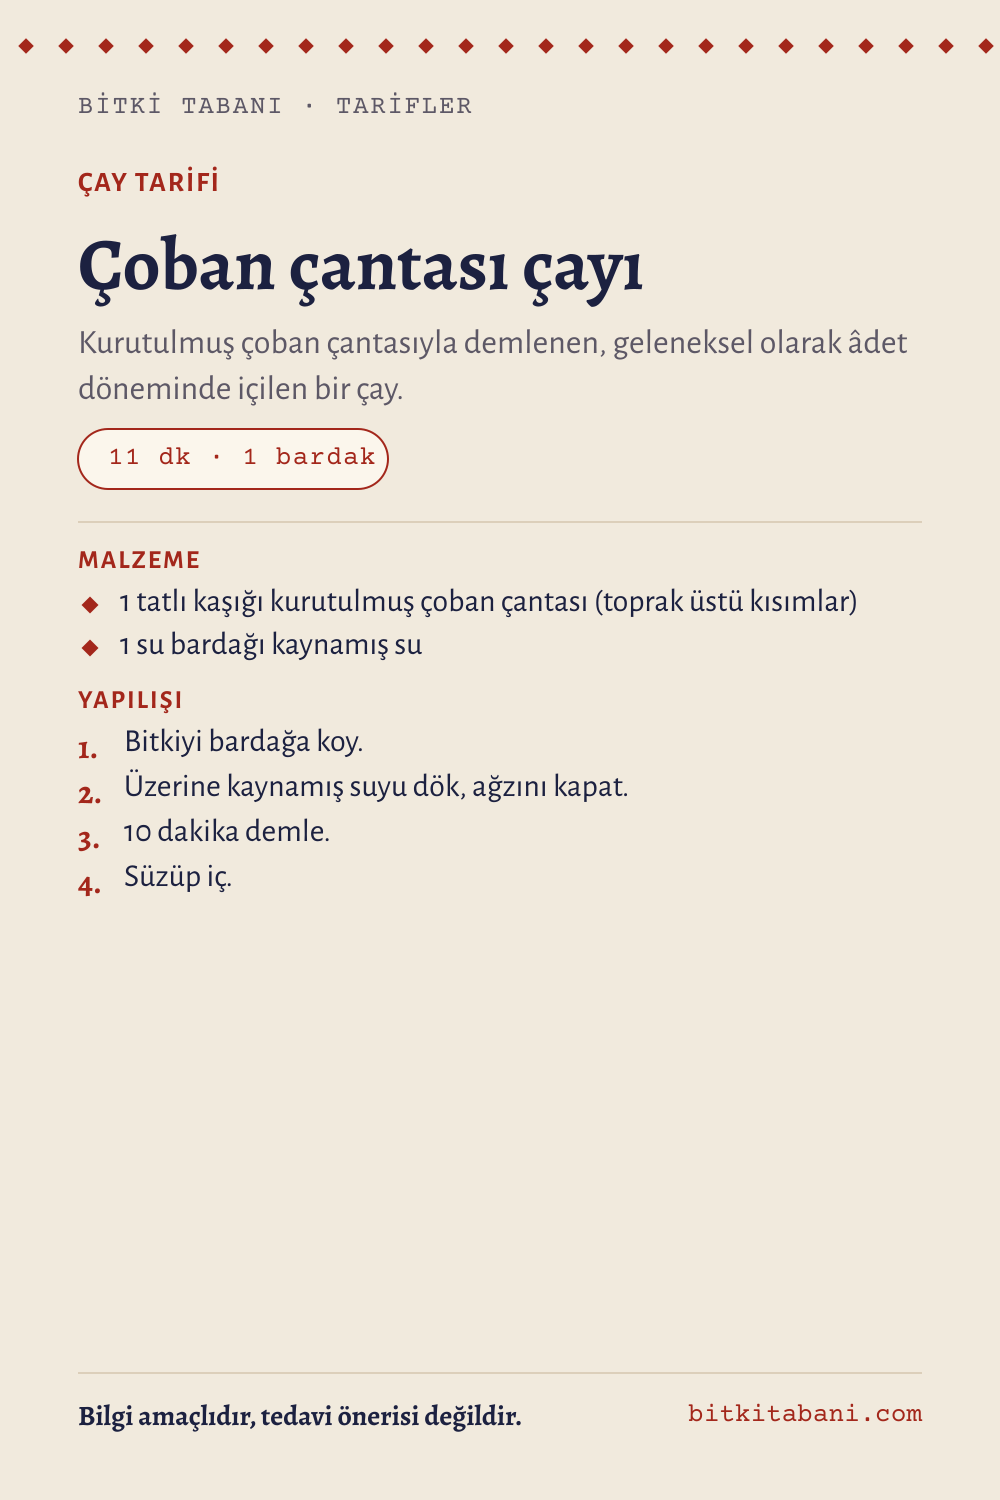 BİTKİ TABANI · TARİFLER
ÇAY TARİFİ
Çoban çantası çayı
Kurutulmuş çoban çantasıyla demlenen, geleneksel olarak âdet
döneminde içilen bir çay.
11 dk · 1 bardak
MALZEME
◆ 1 tatlı kaşığı kurutulmuş çoban çantası (toprak üstü kısımlar)
◆ 1 su bardağı kaynamış su
YAPILIŞI
1. Bitkiyi bardağa koy.
2. Üzerine kaynamış suyu dök, ağzını kapat.
3. 10 dakika demle.
4. Süzüp iç.
Bilgi amaçlıdır, tedavi önerisi değildir.
bitkitabani.com